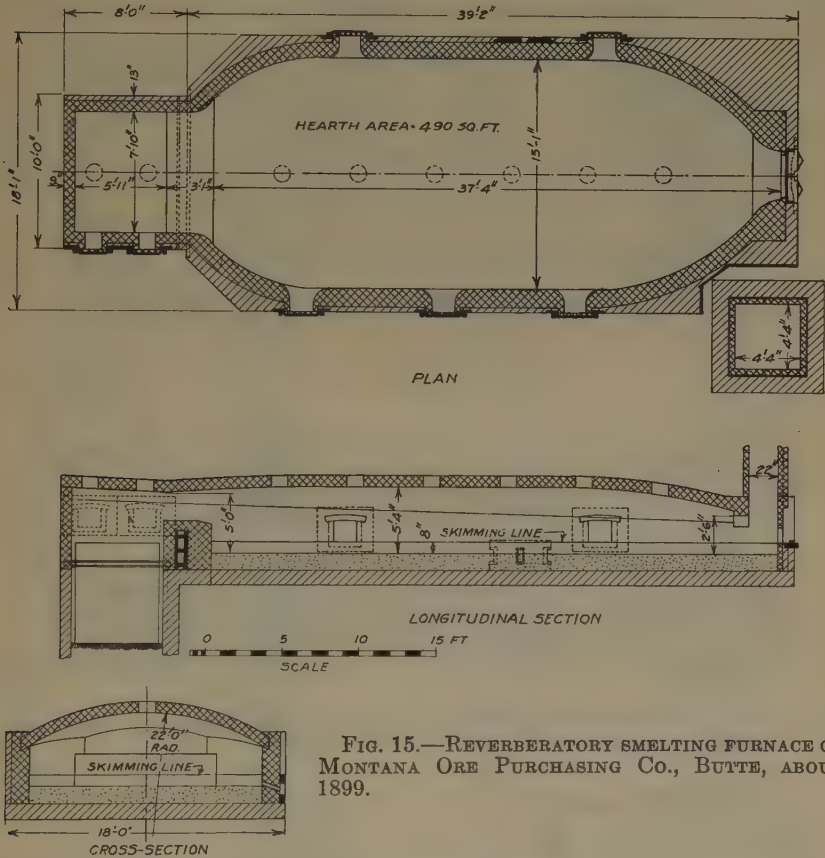 8'0"
39'2"
13"
18'1"
10'0"
7'10"
HEARTH AREA = 490 SQ. FT.
15'1"
9"
5'11"
3'1"
37'4"
4'4"
4'4"
PLAN
22"
5'0"
5'4"
8"
SKIMMING LINE
2'6"
LONGITUDINAL SECTION
0 5 10 15 FT
SCALE
22'0"
RAD.
SKIMMING LINE
18'0"
CROSS-SECTION
FIG. 15.—REVERBERATORY SMELTING FURNACE
MONTANA ORE PURCHASING CO., BUTTE, ABOU
1899.